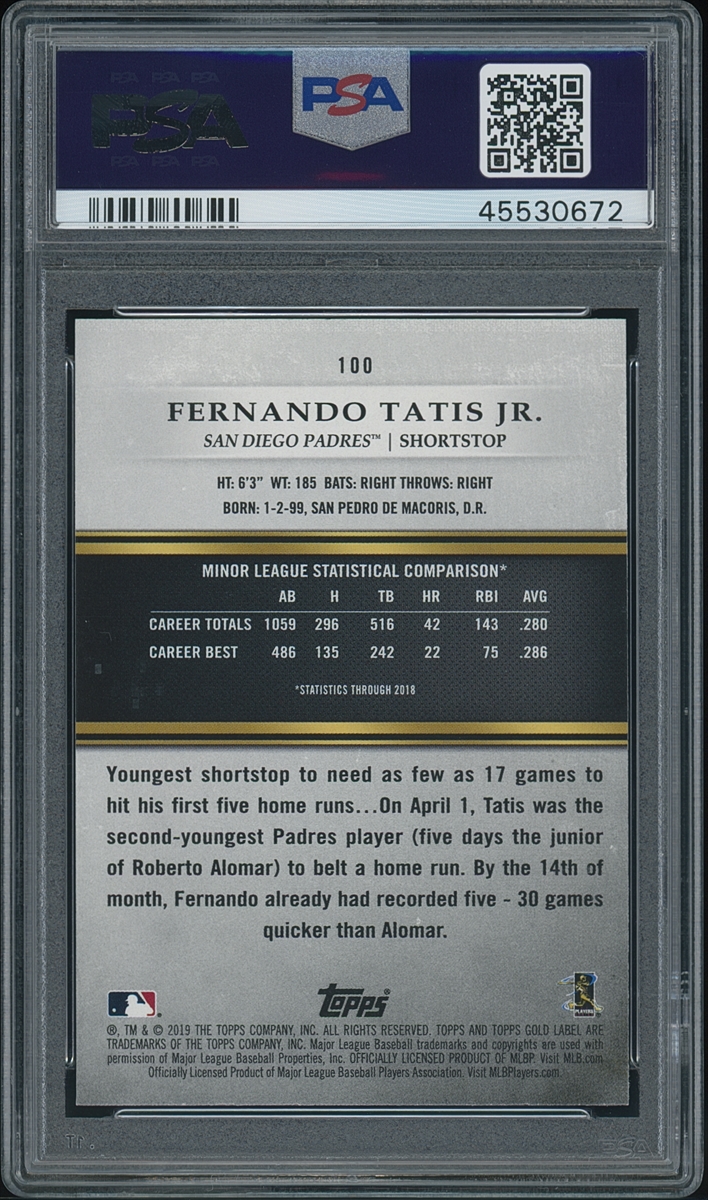 PSA PSA PSA
PSA
PSA PSA PSA
PSA
45530672
100
FERNANDO TATIS JR.
SAN DIEGO PADRES™ | SHORTSTOP
HT: 6'3" WT: 185 BATS: RIGHT THROWS: RIGHT
BORN: 1-2-99, SAN PEDRO DE MACORIS, D.R.
MINOR LEAGUE STATISTICAL COMPARISON*
AB H TB HR RBI AVG
CAREER TOTALS 1059 296 516 42 143 .280
CAREER BEST 486 135 242 22 75 .286
*STATISTICS THROUGH 2018
Youngest shortstop to need as few as 17 games to
hit his first five home runs...On April 1, Tatis was the
second-youngest Padres player (five days the junior
of Roberto Alomar) to belt a home run. By the 14th of
month, Fernando already had recorded five - 30 games
quicker than Alomar.
Topps®
PLAYERS
®, TM & © 2019 THE TOPPS COMPANY, INC. ALL RIGHTS RESERVED. TOPPS AND TOPPS GOLD LABEL ARE
TRADEMARKS OF THE TOPPS COMPANY, INC. Major League Baseball trademarks and copyrights are used with
permission of Major League Baseball Properties, Inc. OFFICIALLY LICENSED PRODUCT OF MLBP. Visit MLB.com
Officially Licensed Product of Major League Baseball Players Association. Visit MLBPlayers.com.
PSA